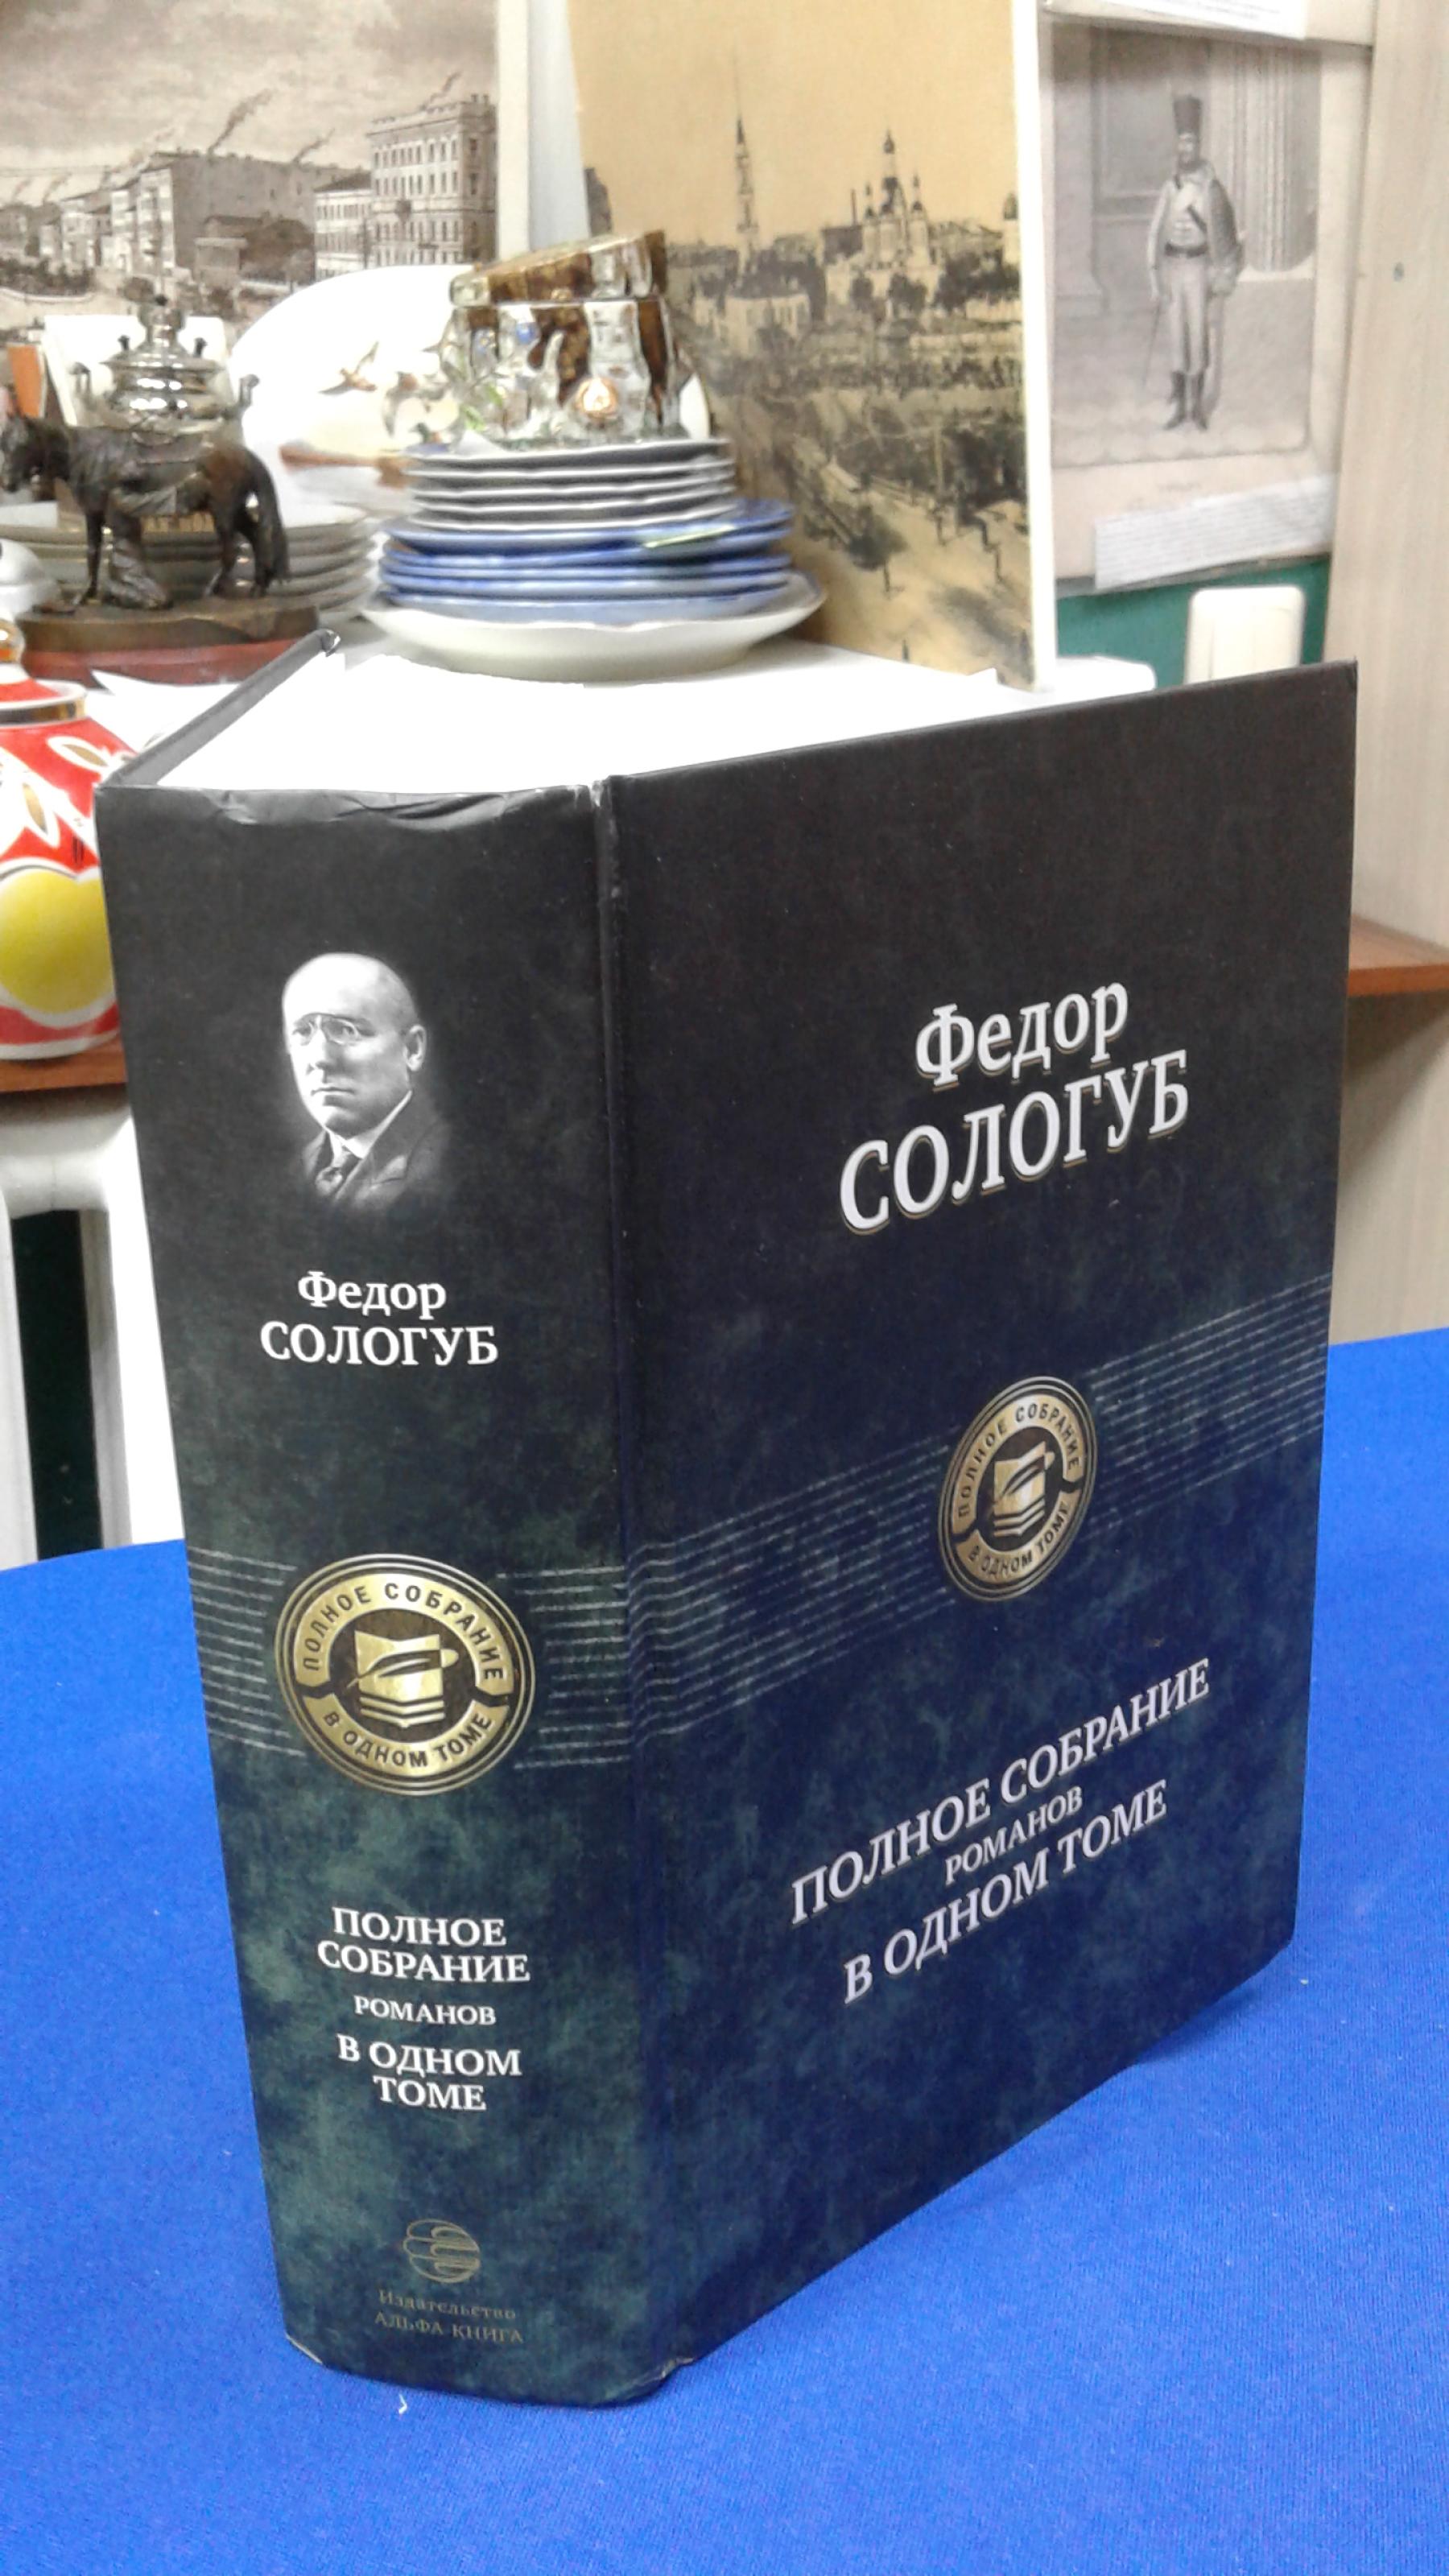 Федор
СОЛОГУБ
ПОЛНОЕ СОБРАНИЕ
В ОДНОМ ТОМЕ
ПОЛНОЕ
СОБРАНИЕ
РОМАНОВ
В ОДНОМ
ТОМЕ
Издательство
АЛЬФА КНИГА
Федор
СОЛОГУБ
ПОЛНОЕ СОБРАНИЕ
В ОДНОМ ТОМЕ
ПОЛНОЕ СОБРАНИЕ
РОМАНОВ
В ОДНОМ ТОМЕ